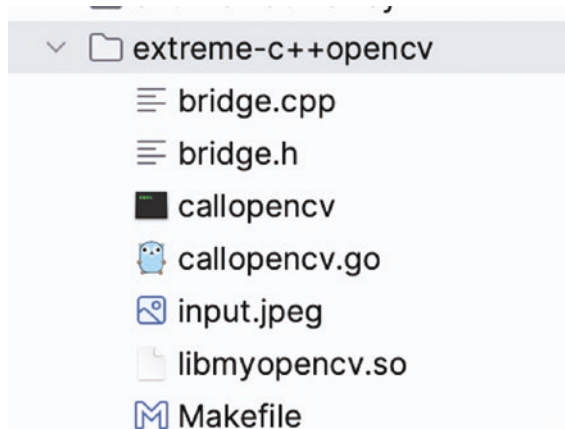 extreme-c++opencv
bridge.cpp
bridge.h
callopencv
callopencv.go
input.jpeg
libmyopencv.so
Makefile